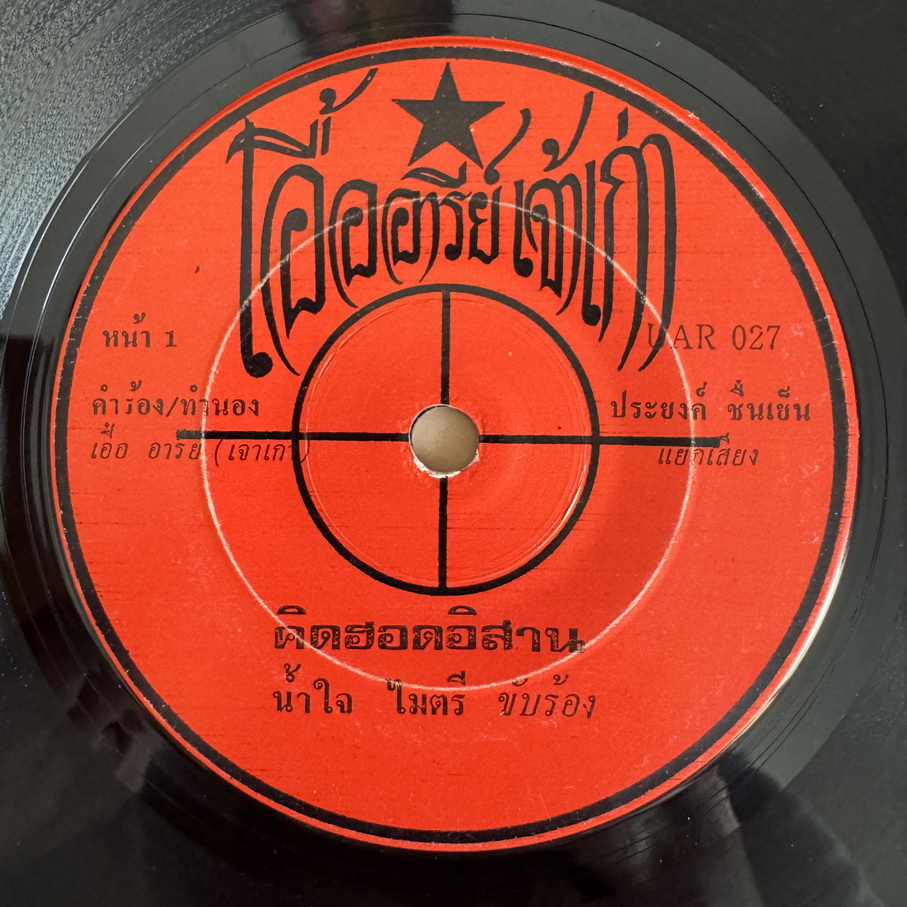 เอื้ออารีย์เจ้าเก่า
หน้า 1
UAR 027
คำร้อง/ทำนอง
เอื้อ อารีย์ (เจ้าเก่า)
ประยงค์ ชื่นเย็น
แยกเสียง
คิดฮอดอิสาน
น้ำใจ ไมตรี ขับร้อง